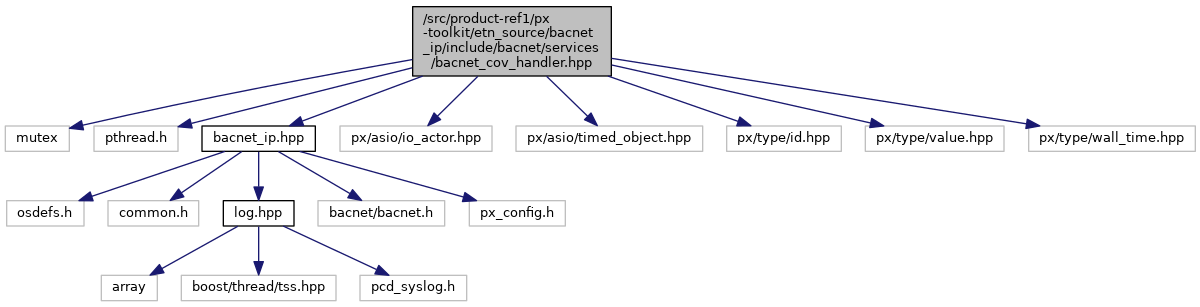 /src/product-ref1/px
-toolkit/etn_source/bacnet
_ip/include/bacnet/services
/bacnet_cov_handler.hpp
mutex
pthread.h
bacnet_ip.hpp
px/asio/io_actor.hpp
px/asio/timed_object.hpp
px/type/id.hpp
px/type/value.hpp
px/type/wall_time.hpp
osdefs.h
common.h
log.hpp
bacnet/bacnet.h
px_config.h
array
boost/thread/tss.hpp
pcd_syslog.h